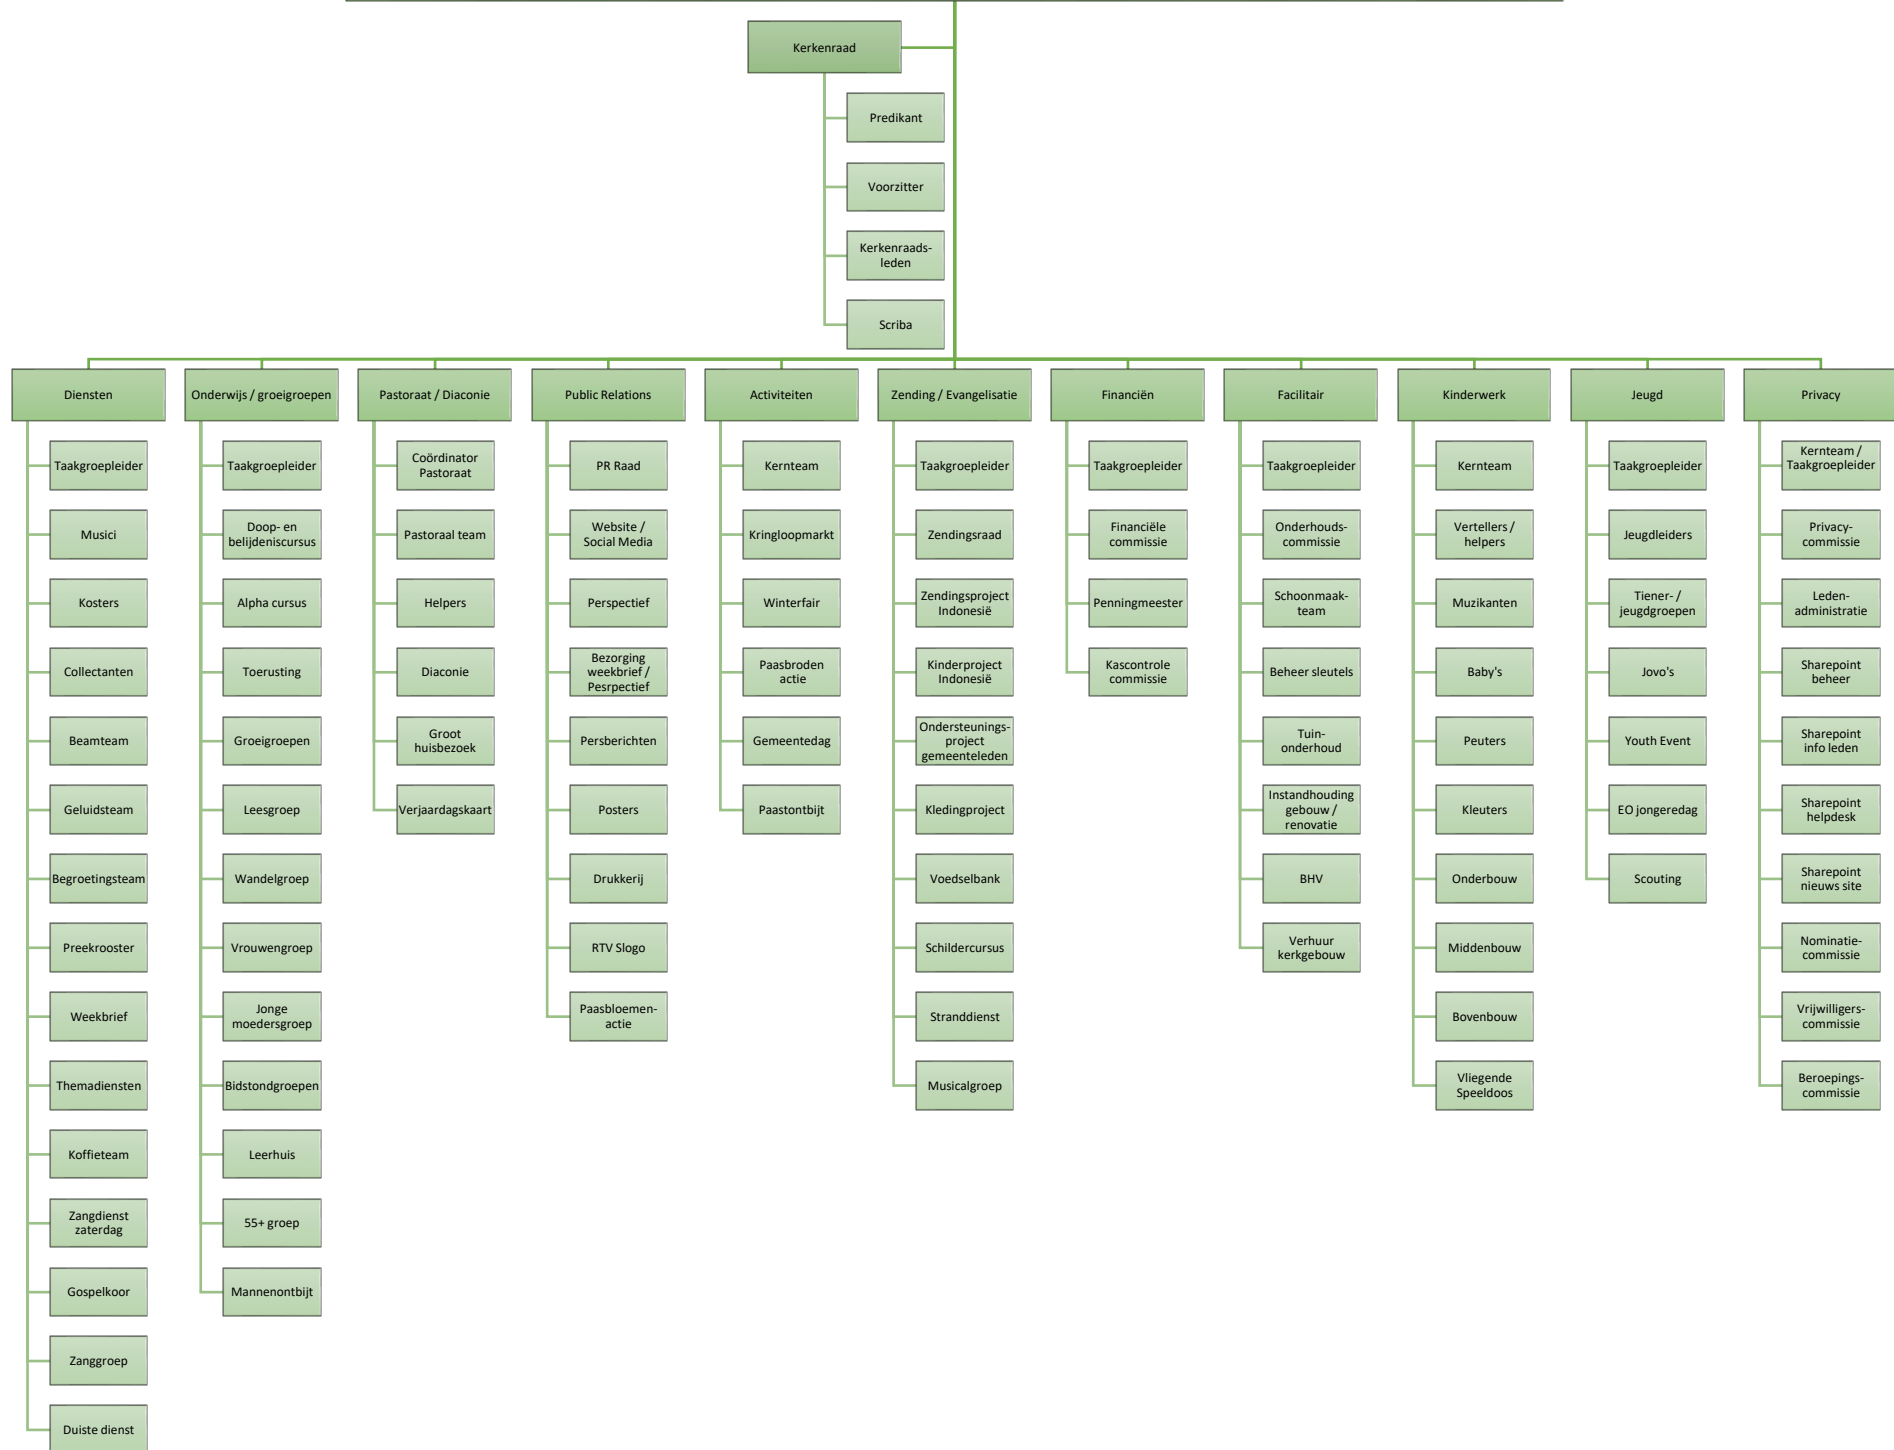 Kerkenraad
Predikant
Voorzitter
Kerkenraads-
leden
Scriba
Diensten
Taakgroepleider
Musici
Kosters
Collectanten
Beamteam
Geluidsteam
Begroetingsteam
Preekrooster
Weekbrief
Themadiensten
Koffieteam
Zangdienst
zaterdag
Gospelkoor
Zanggroep
Duiste dienst
Onderwijs / groeigroepen
Taakgroepleider
Doop- en
belijdeniscursus
Alpha cursus
Toerusting
Groeigroepen
Leesgroep
Wandelgroep
Vrouwengroep
Jonge
moedersgroep
Bidstondgroepen
Leerhuis
55+ groep
Mannenontbijt
Pastoraat / Diaconie
Coördinator
Pastoraat
Pastoraal team
Helpers
Diaconie
Groot
huisbezoek
Verjaardagskaart
Public Relations
PR Raad
Website /
Social Media
Perspectief
Bezorging
weekbrief /
Pesrpectief
Persberichten
Posters
Drukkerij
RTV Slogo
Paasbloemen-
actie
Activiteiten
Kernteam
Kringloopmarkt
Winterfair
Paasbroden
actie
Gemeentedag
Paastontbijt
Zending / Evangelisatie
Taakgroepleider
Zendingsraad
Zendingsproject
Indonesië
Kinderproject
Indonesië
Ondersteunings-
project
gemeenteleden
Kledingproject
Voedselbank
Schildercursus
Stranddienst
Musicalgroep
Financiën
Taakgroepleider
Financiële
commissie
Penningmeester
Kascontrole
commissie
Facilitair
Taakgroepleider
Onderhouds-
commissie
Schoonmaak-
team
Beheer sleutels
Tuin-
onderhoud
Instandhouding
gebouw /
renovatie
BHV
Verhuur
kerkgebouw
Kinderwerk
Kernteam
Vertellers /
helpers
Muzikanten
Baby's
Peuters
Kleuters
Onderbouw
Middenbouw
Bovenbouw
Vliegende
Speeldoos
Jeugd
Taakgroepleider
Jeugdleiders
Tiener- /
jeugdgroepen
Jovo's
Youth Event
EO jongeredag
Scouting
Privacy
Kernteam /
Taakgroepleider
Privacy-
commissie
Leden-
administratie
Sharepoint
beheer
Sharepoint
info leden
Sharepoint
helpdesk
Sharepoint
nieuws site
Nominatie-
commissie
Vrijwilligers-
commissie
Beroepings-
commissie